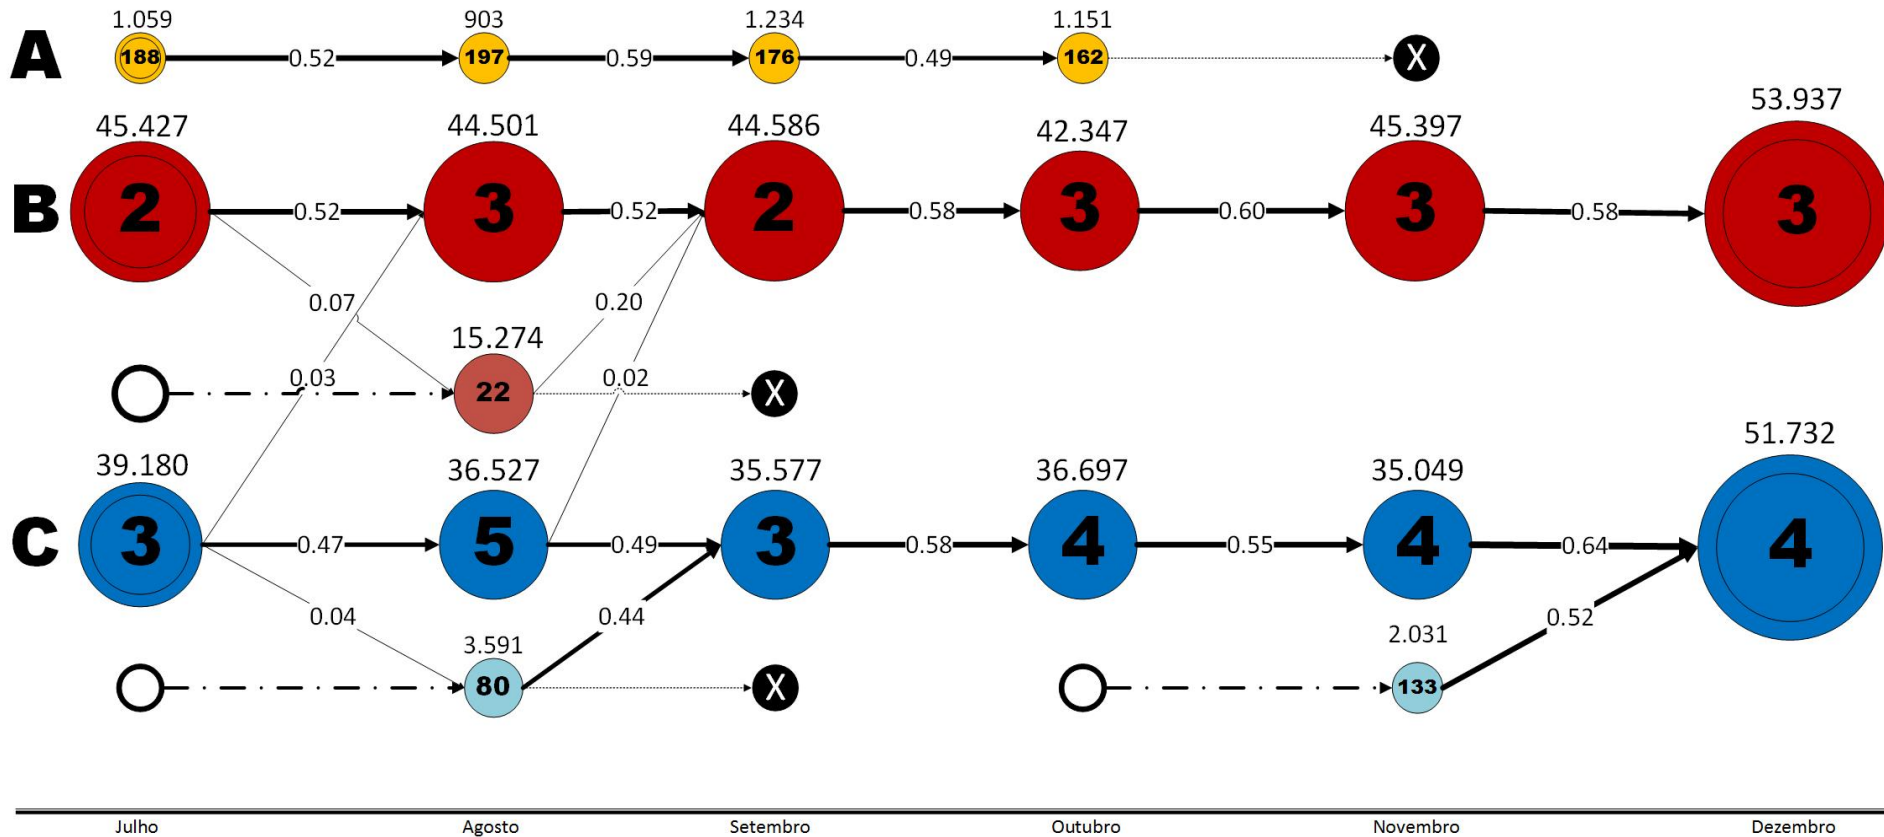 1.059 903 1.234 1.151
A 188 0.52 197 0.59 176 0.49 162 X
53.937
45.427 44.501 44.586 42.347 45.397
B 2 0.52 3 0.52 2 0.58 3 0.60 3 0.58 3
0.07 0.20
15.274
0.03 22 0.02 X
51.732
39.180 36.527 35.577 36.697 35.049
C 3 0.47 5 0.49 3 0.58 4 0.55 4 0.64 4
0.04 0.44 0.52
3.591 2.031
80 X 133
Julho Agosto Setembro Outubro Novembro Dezembro